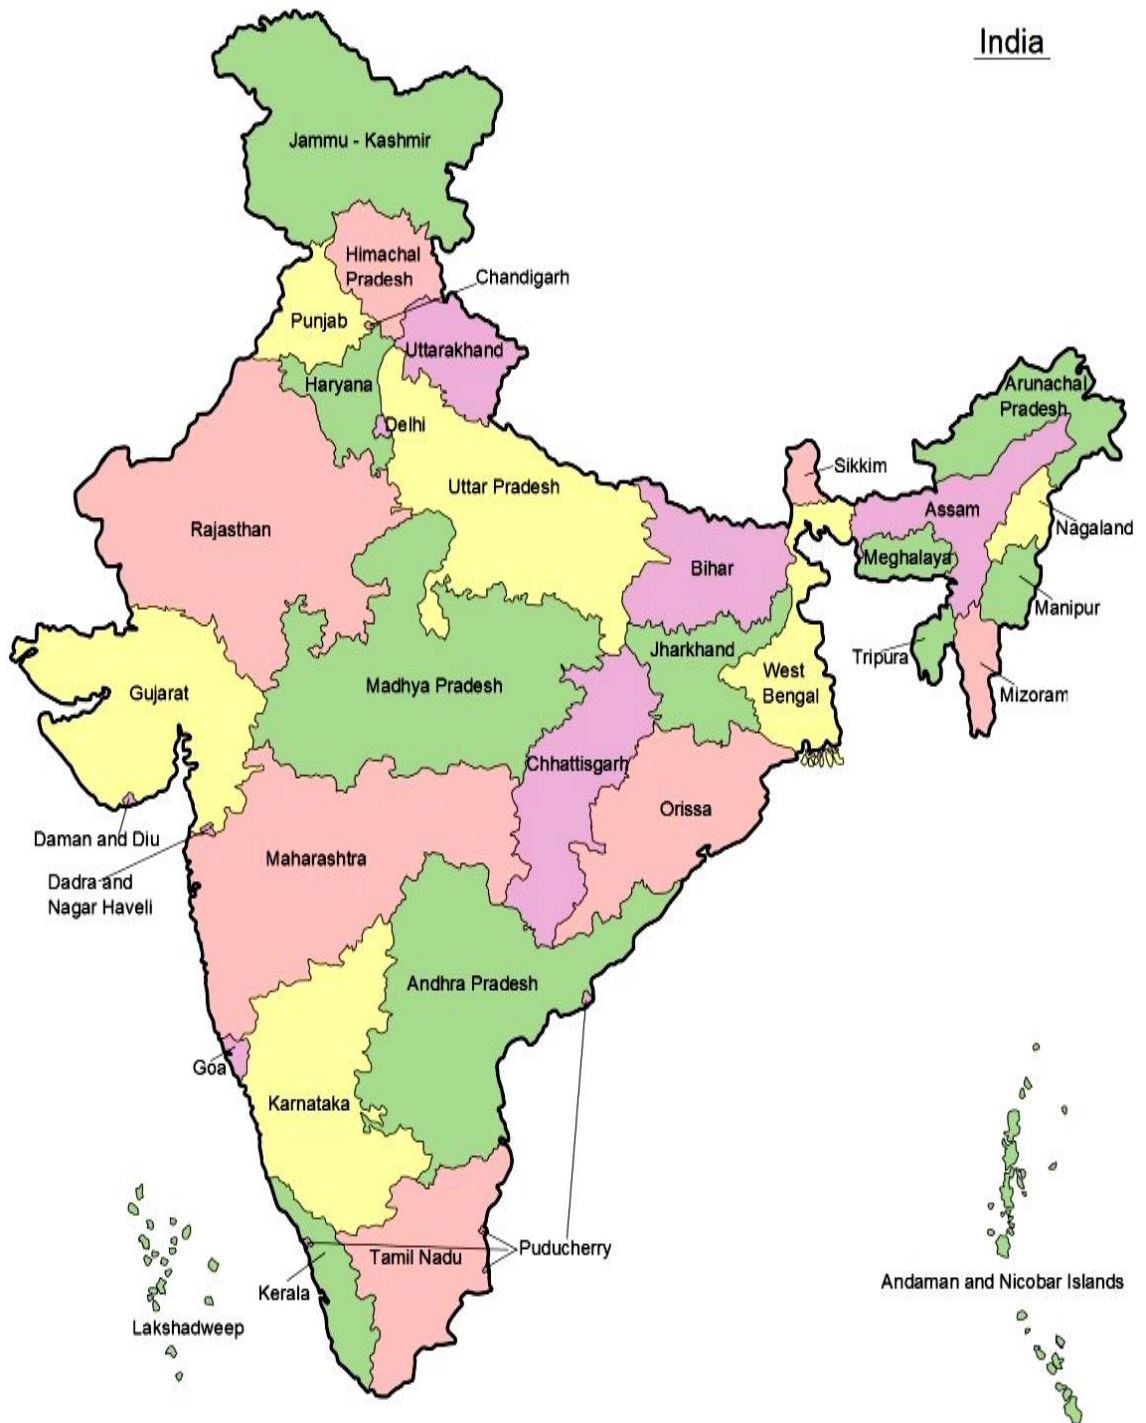 India
Jammu - Kashmir
Himachal
Pradesh
Chandigarh
Punjab
Uttarakhand
Haryana
Delhi
Arunachal
Pradesh
Sikkim
Uttar Pradesh
Assam
Nagaland
Rajasthan
Meghalaya
Bihar
Manipur
Jharkhand
Tripura
West
Bengal
Madhya Pradesh
Gujarat
Mizoram
Chhattisgarh
Orissa
Daman and Diu
Maharashtra
Dadra and
Nagar Haveli
Andhra Pradesh
Goa
Karnataka
Puducherry
Tamil Nadu
Andaman and Nicobar Islands
Kerala
Lakshadweep